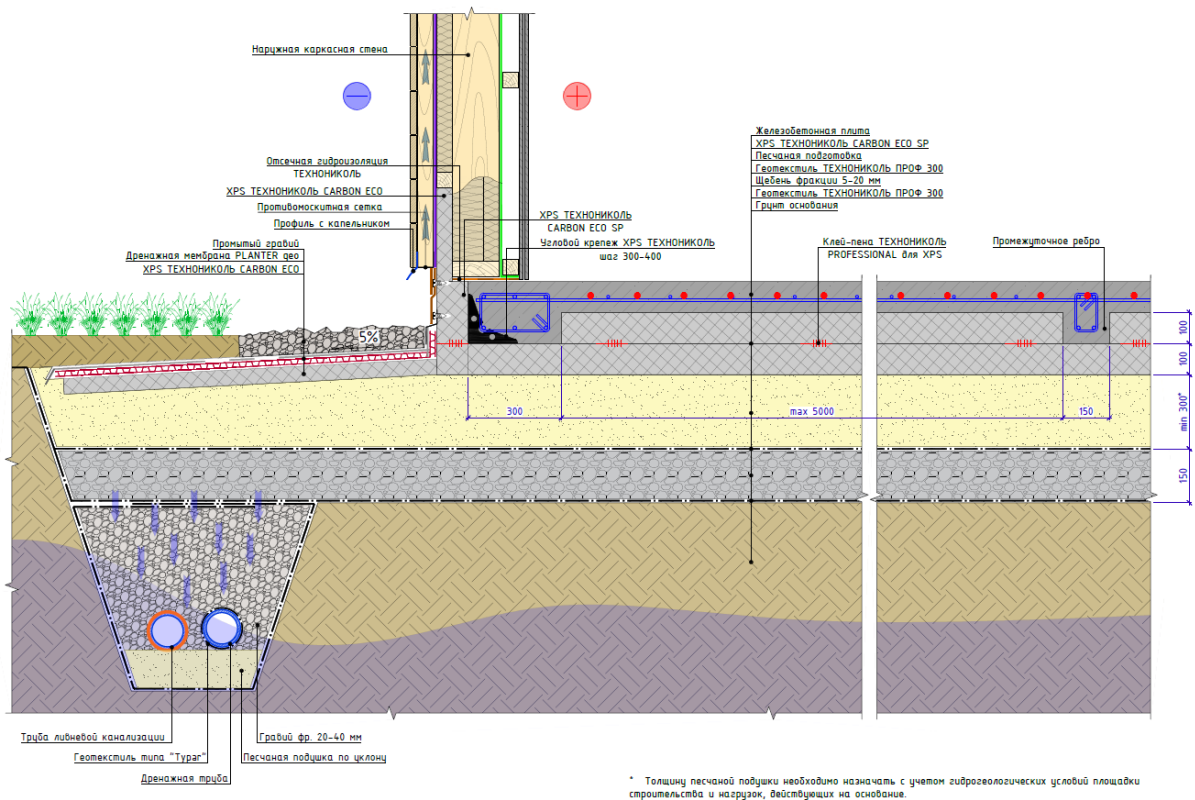 Наружная каркасная стена
Отсечная гидроизоляция
ТЕХНОНИКОЛЬ
XPS ТЕХНОНИКОЛЬ CARBON ECO
Противомоскитная сетка
Профиль с капельником
Промытый гравий
Дренажная мембрана PLANTER geo
XPS ТЕХНОНИКОЛЬ CARBON ECO
XPS ТЕХНОНИКОЛЬ
CARBON ECO SP
Угловой крепеж XPS ТЕХНОНИКОЛЬ
шаг 300-400
Железобетонная плита
XPS ТЕХНОНИКОЛЬ CARBON ECO SP
Песчаная подготовка
Геотекстиль ТЕХНОНИКОЛЬ ПРОФ 300
Щебень фракции 5-20 мм
Геотекстиль ТЕХНОНИКОЛЬ ПРОФ 300
Грунт основания
Клей-пена ТЕХНОНИКОЛЬ
PROFESSIONAL для XPS
Промежуточное ребро
5%
300
max 5000
150
100
100
min 300*
150
Труба ливневой канализации
Геотекстиль типа "Typar"
Дренажная труба
Гравий фр. 20-40 мм
Песчаная подушка по уклону
* Толщину песчаной подушки необходимо назначать с учетом гидрогеологических условий площадки
строительства и нагрузок, действующих на основание.